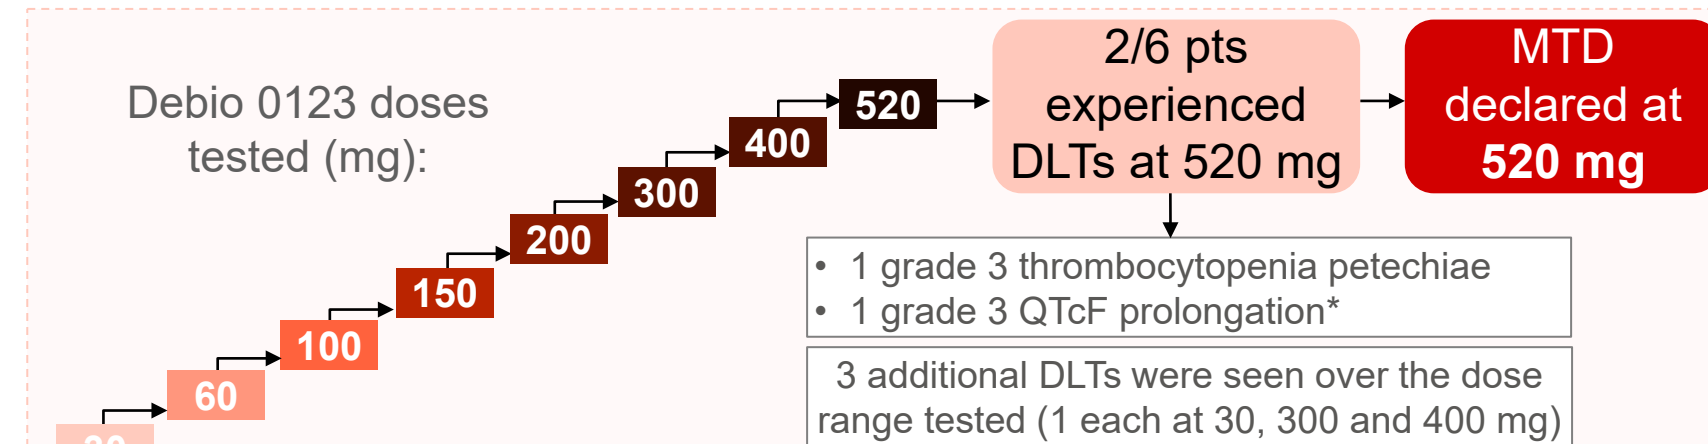 Debio 0123 doses
tested (mg):
60
100
150
200
300
400
520
2/6 pts
experienced
DLTs at 520 mg
MTD
declared at
520 mg
• 1 grade 3 thrombocytopenia petechiae
• 1 grade 3 QTcF prolongation*
3 additional DLTs were seen over the dose
range tested (1 each at 30, 300 and 400 mg)